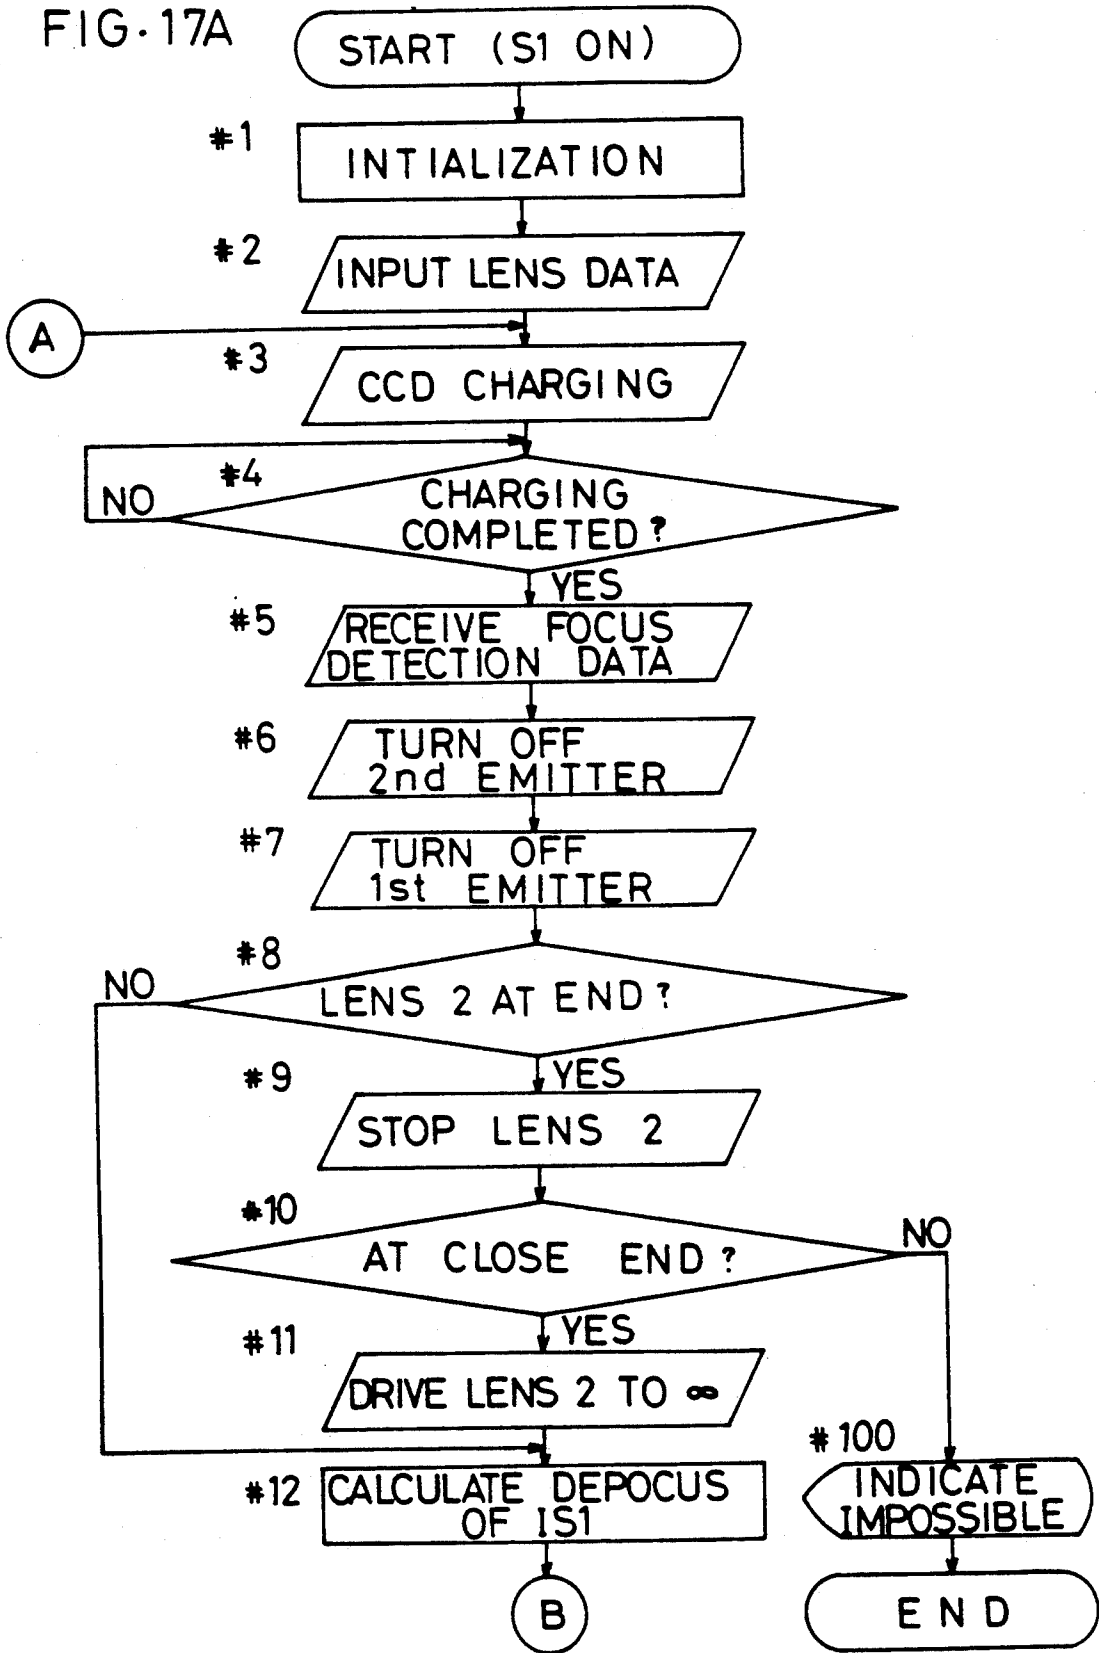 FIG. 17A
START (S1 ON)
#1
INTIALIZATION
#2
INPUT LENS DATA
A
#3
CCD CHARGING
#4
NO
CHARGING
COMPLETED?
YES
#5
RECEIVE FOCUS
DETECTION DATA
#6
TURN OFF
2nd EMITTER
#7
TURN OFF
1st EMITTER
#8
NO
LENS 2 AT END?
YES
#9
STOP LENS 2
#10
AT CLOSE END?
NO
YES
#11
DRIVE LENS 2 TO ∞
#12
CALCULATE DEPOCUS
OF IS1
#100
INDICATE
IMPOSSIBLE
B
END